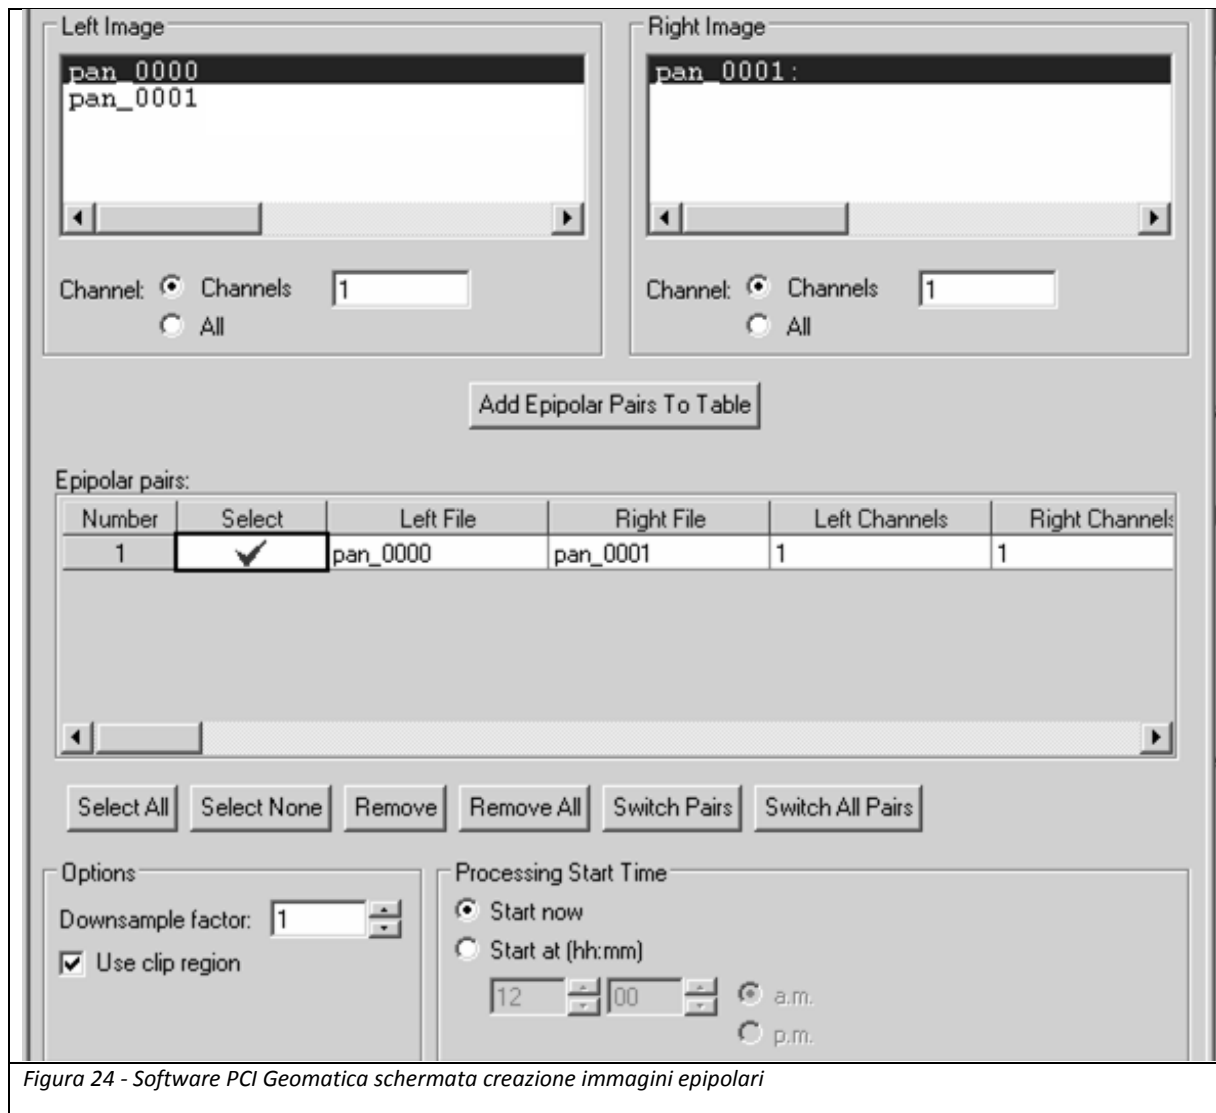 Left Image
pan_0000
pan_0001
Channel: Channels 1
All
Right Image
pan_0001:
Channel: Channels 1
All
Add Epipolar Pairs To Table
Epipolar pairs:
Number Select Left File Right File Left Channels Right Channels
1 pan_0000 pan_0001 1 1
Select All Select None Remove Remove All Switch Pairs Switch All Pairs
Options
Downsample factor: 1
Use clip region
Processing Start Time
Start now
Start at (hh:mm)
12 00 a.m.
p.m.
Figura 24 - Software PCI Geomatica schermata creazione immagini epipolari